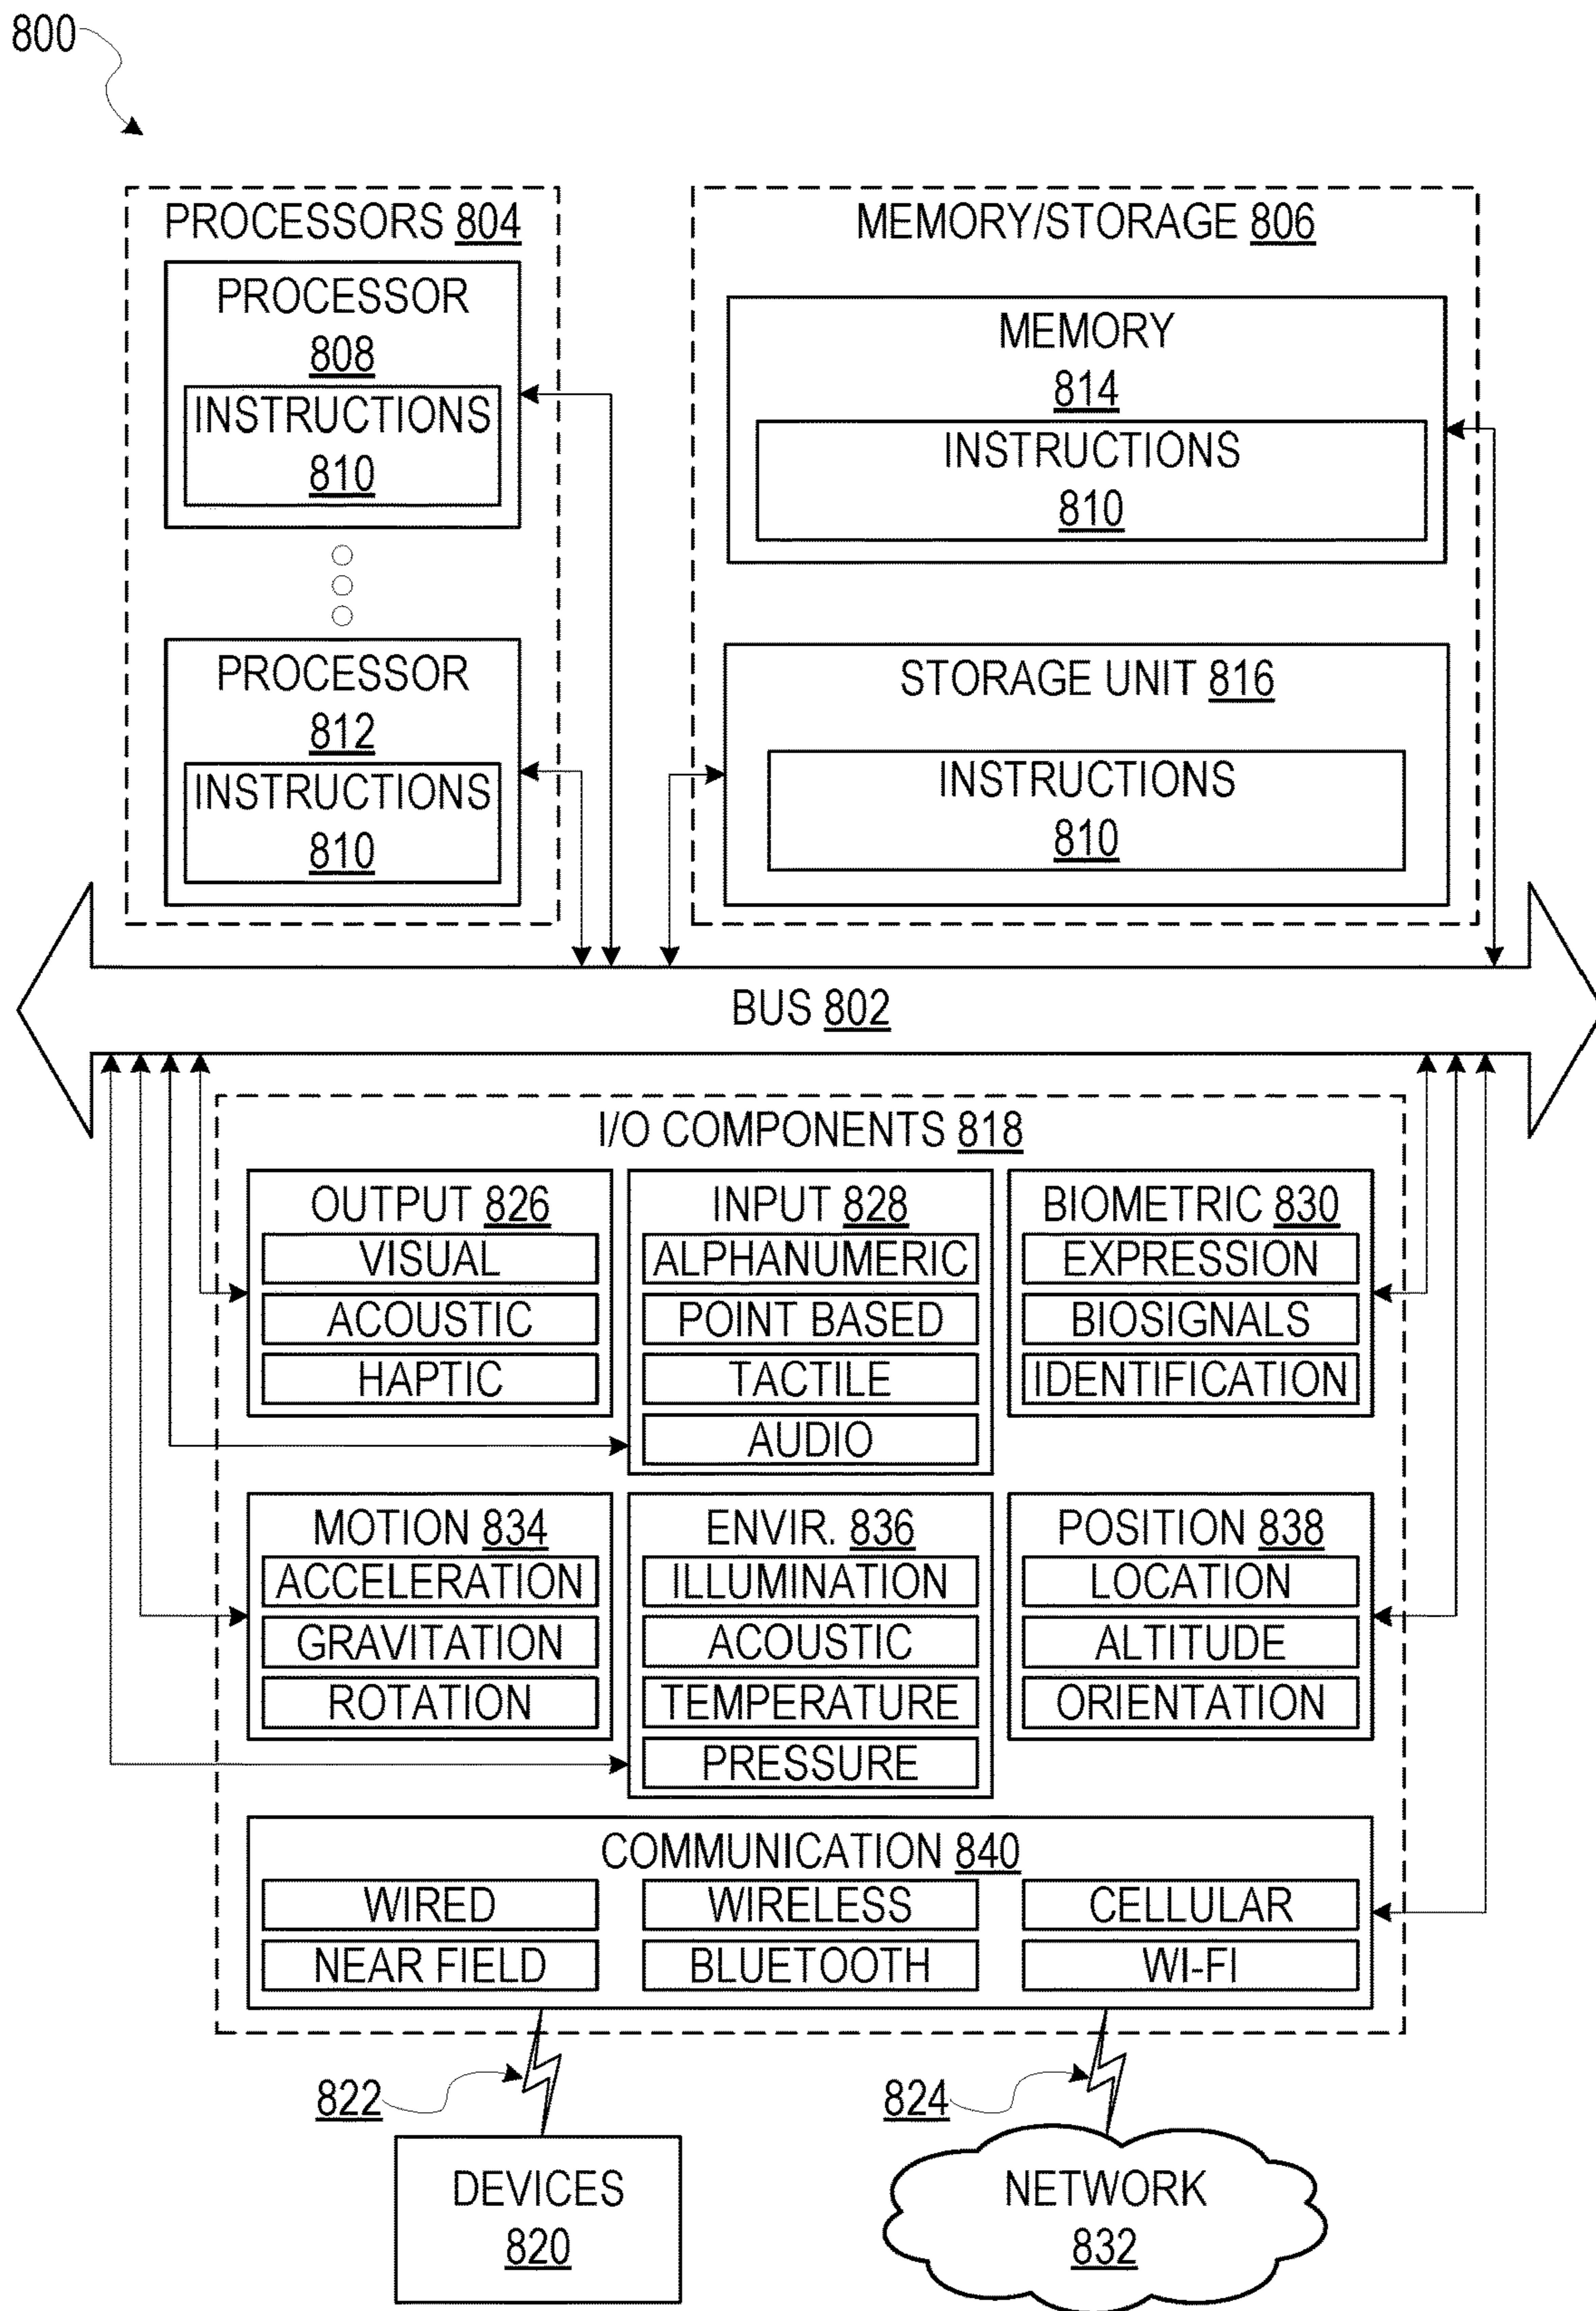 800
PROCESSORS 804
PROCESSOR
808
INSTRUCTIONS
810
PROCESSOR
812
INSTRUCTIONS
810
MEMORY/STORAGE 806
MEMORY
814
INSTRUCTIONS
810
STORAGE UNIT 816
INSTRUCTIONS
810
BUS 802
I/O COMPONENTS 818
OUTPUT 826
VISUAL
ACOUSTIC
HAPTIC
INPUT 828
ALPHANUMERIC
POINT BASED
TACTILE
AUDIO
BIOMETRIC 830
EXPRESSION
BIOSIGNALS
IDENTIFICATION
MOTION 834
ACCELERATION
GRAVITATION
ROTATION
ENVIR. 836
ILLUMINATION
ACOUSTIC
TEMPERATURE
PRESSURE
POSITION 838
LOCATION
ALTITUDE
ORIENTATION
COMMUNICATION 840
WIRED
WIRELESS
CELLULAR
NEAR FIELD
BLUETOOTH
WI-FI
822
824
DEVICES
820
NETWORK
832